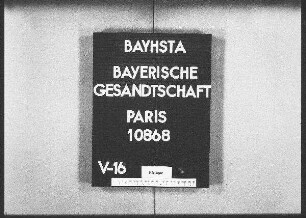 BAYHSTA
BAYERISCHE
GESANDTSCHAFT
PARIS
10868
V-16